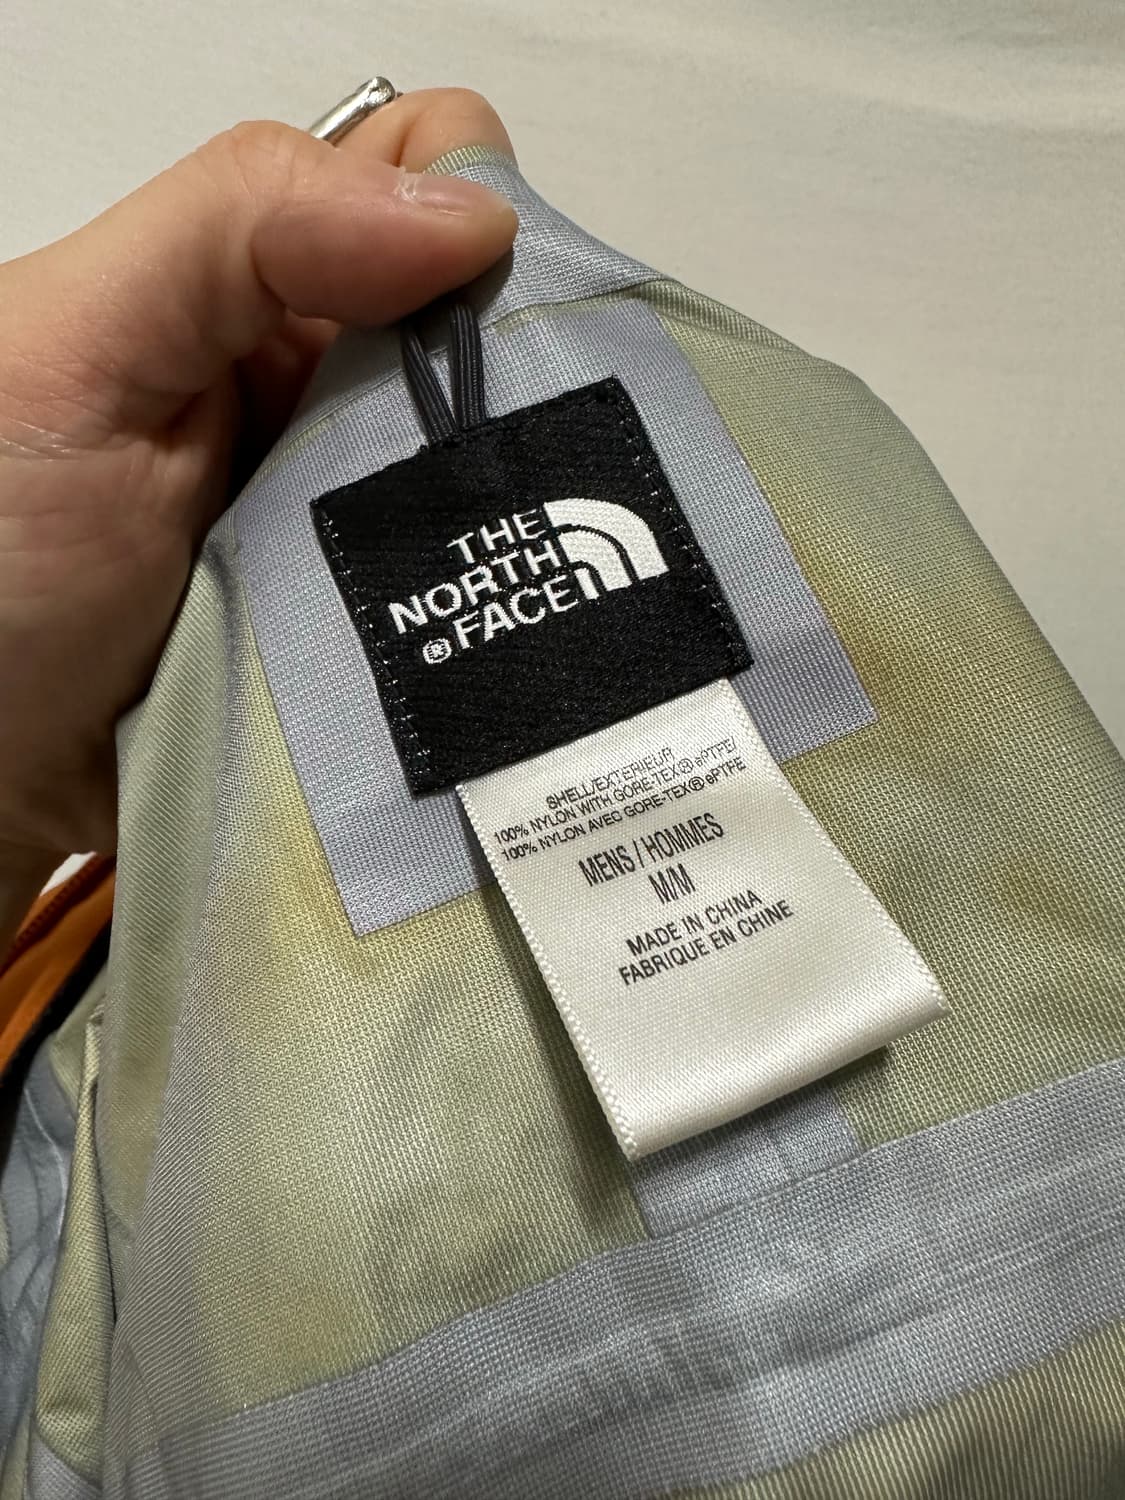 THE
NORTH
® FACE
SHELL/EXTERIEUR
100% NYLON WITH GORE-TEX® ePTFE/
100% NYLON AVEC GORE-TEX® ePTFE
MENS / HOMMES
M/M
MADE IN CHINA
FABRIQUE EN CHINE